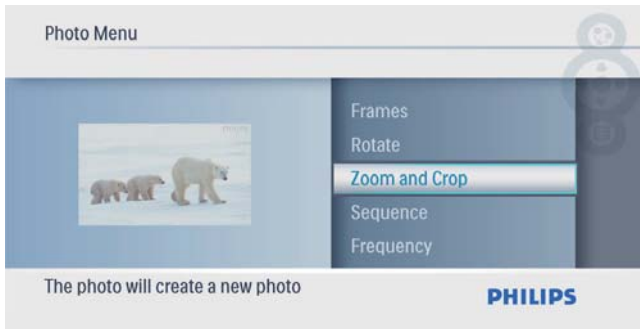 Photo Menu
Frames
Rotate
Zoom and Crop
Sequence
Frequency
The photo will create a new photo
PHILIPS